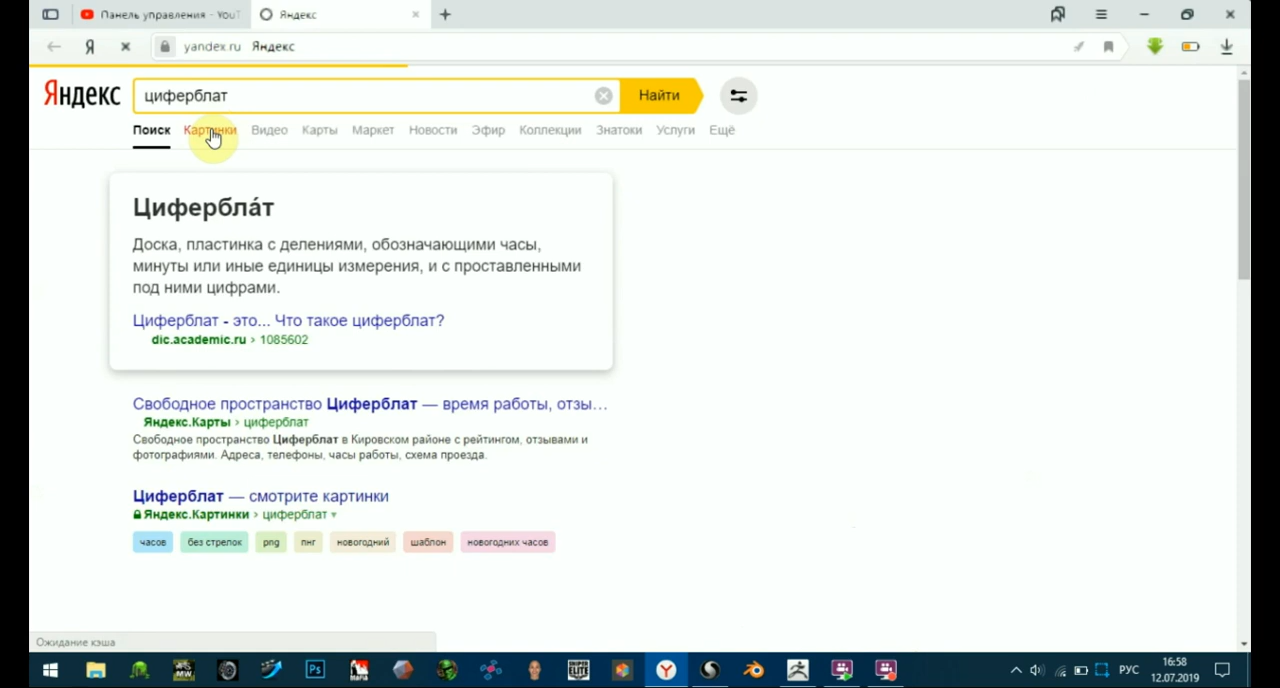 Панель управления - YouT
Яндекс
Я
yandex.ru Яндекс
Яндекс
циферблат
Найти
Поиск Картинки Видео Карты Маркет Новости Эфир Коллекции Знатоки Услуги Ещё
Цифербла́т
Доска, пластинка с делениями, обозначающими часы,
минуты или иные единицы измерения, и с проставленными
под ними цифрами.
Циферблат - это... Что такое циферблат?
dic.academic.ru › 1085602
Свободное пространство Циферблат — время работы, отзы...
Яндекс.Карты › циферблат
Свободное пространство Циферблат в Кировском районе с рейтингом, отзывами и
фотографиями. Адреса, телефоны, часы работы, схема проезда.
Циферблат — смотрите картинки
Яндекс.Картинки › циферблат
часов без стрелок png пнг новогодний шаблон новогодних часов
Ожидание кэша
Ps
РУС
16:58
12.07.2019